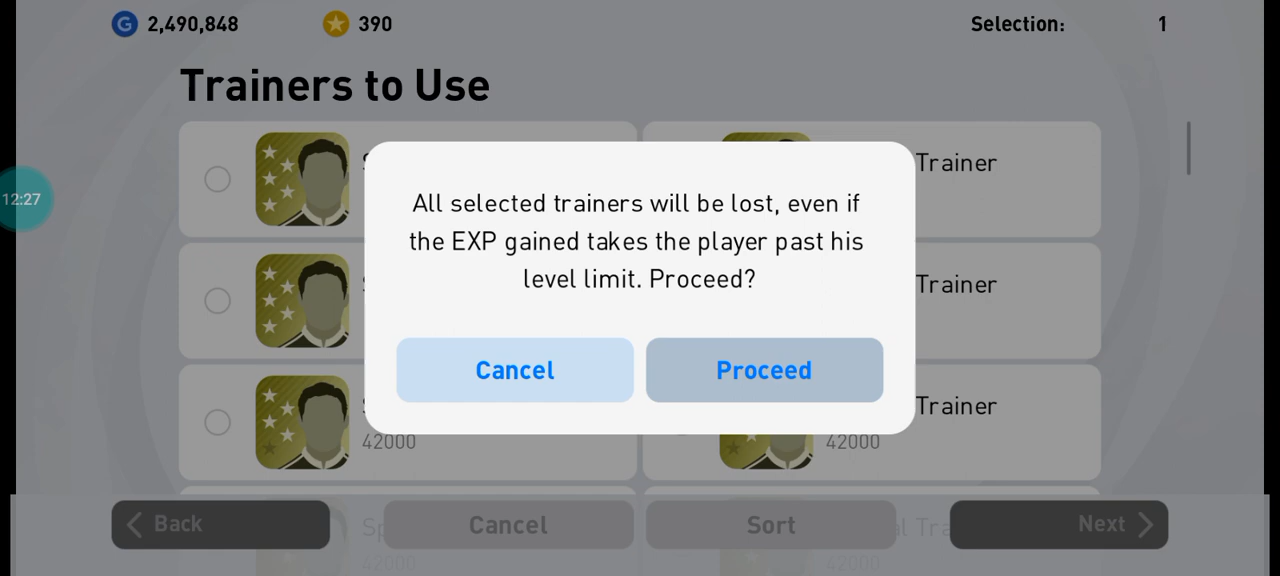 G 2,490,848 390 Selection: 1
Trainers to Use
12:27
Trainer
Trainer
Trainer
42000 42000
All selected trainers will be lost, even if
the EXP gained takes the player past his
level limit. Proceed?
Cancel Proceed
Back Cancel Sort Next
42000 42000